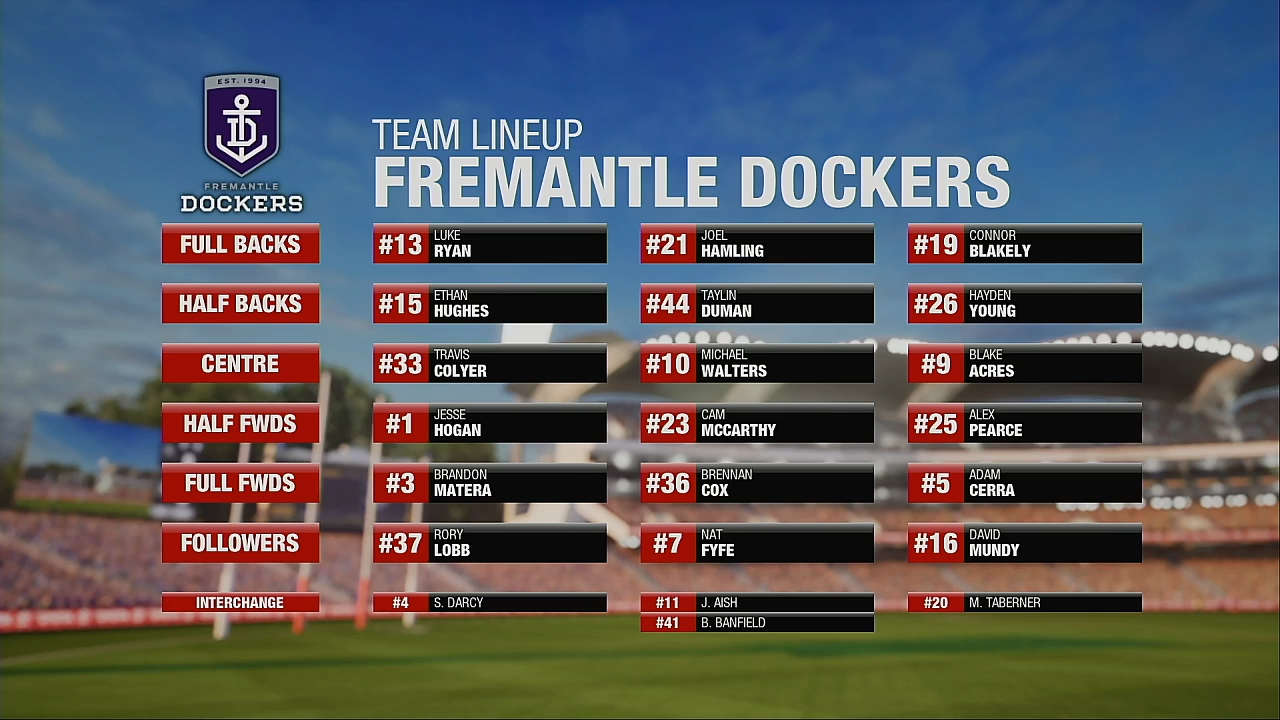 EST. 1994
FREMANTLE
DOCKERS
TEAM LINEUP
FREMANTLE DOCKERS
FULL BACKS
#13 LUKE RYAN
#21 JOEL HAMLING
#19 CONNOR BLAKELY
HALF BACKS
#15 ETHAN HUGHES
#44 TAYLIN DUMAN
#26 HAYDEN YOUNG
CENTRE
#33 TRAVIS COLYER
#10 MICHAEL WALTERS
#9 BLAKE ACRES
HALF FWDS
#1 JESSE HOGAN
#23 CAM MCCARTHY
#25 ALEX PEARCE
FULL FWDS
#3 BRANDON MATERA
#36 BRENNAN COX
#5 ADAM CERRA
FOLLOWERS
#37 RORY LOBB
#7 NAT FYFE
#16 DAVID MUNDY
INTERCHANGE
#4 S. DARCY
#11 J. AISH
#20 M. TABERNER
#41 B. BANFIELD